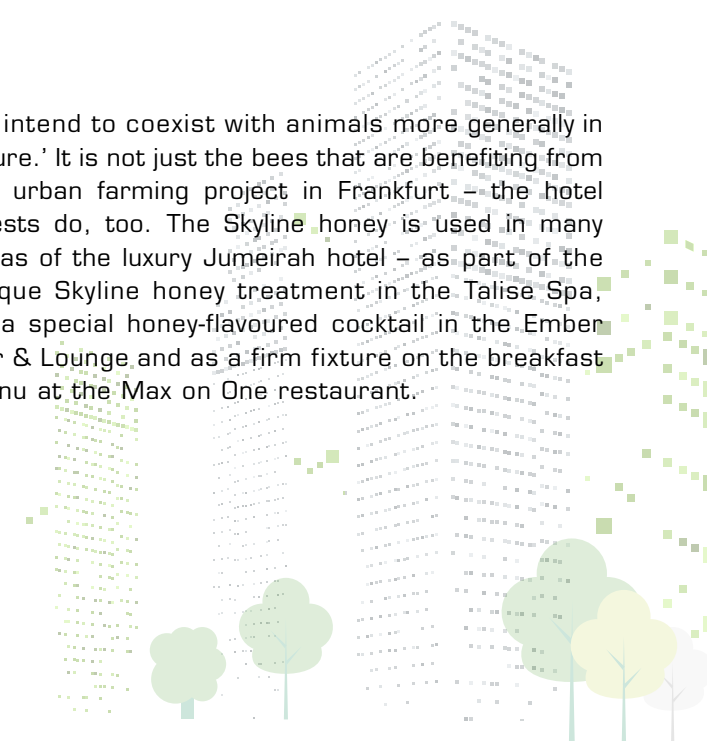 intend to coexist with animals more generally in
ure.’ It is not just the bees that are benefiting from
urban farming project in Frankfurt – the hotel
ests do, too. The Skyline honey is used in many
as of the luxury Jumeirah hotel – as part of the
que Skyline honey treatment in the Talise Spa,
a special honey-flavoured cocktail in the Ember
r & Lounge and as a firm fixture on the breakfast
nu at the Max on One restaurant.